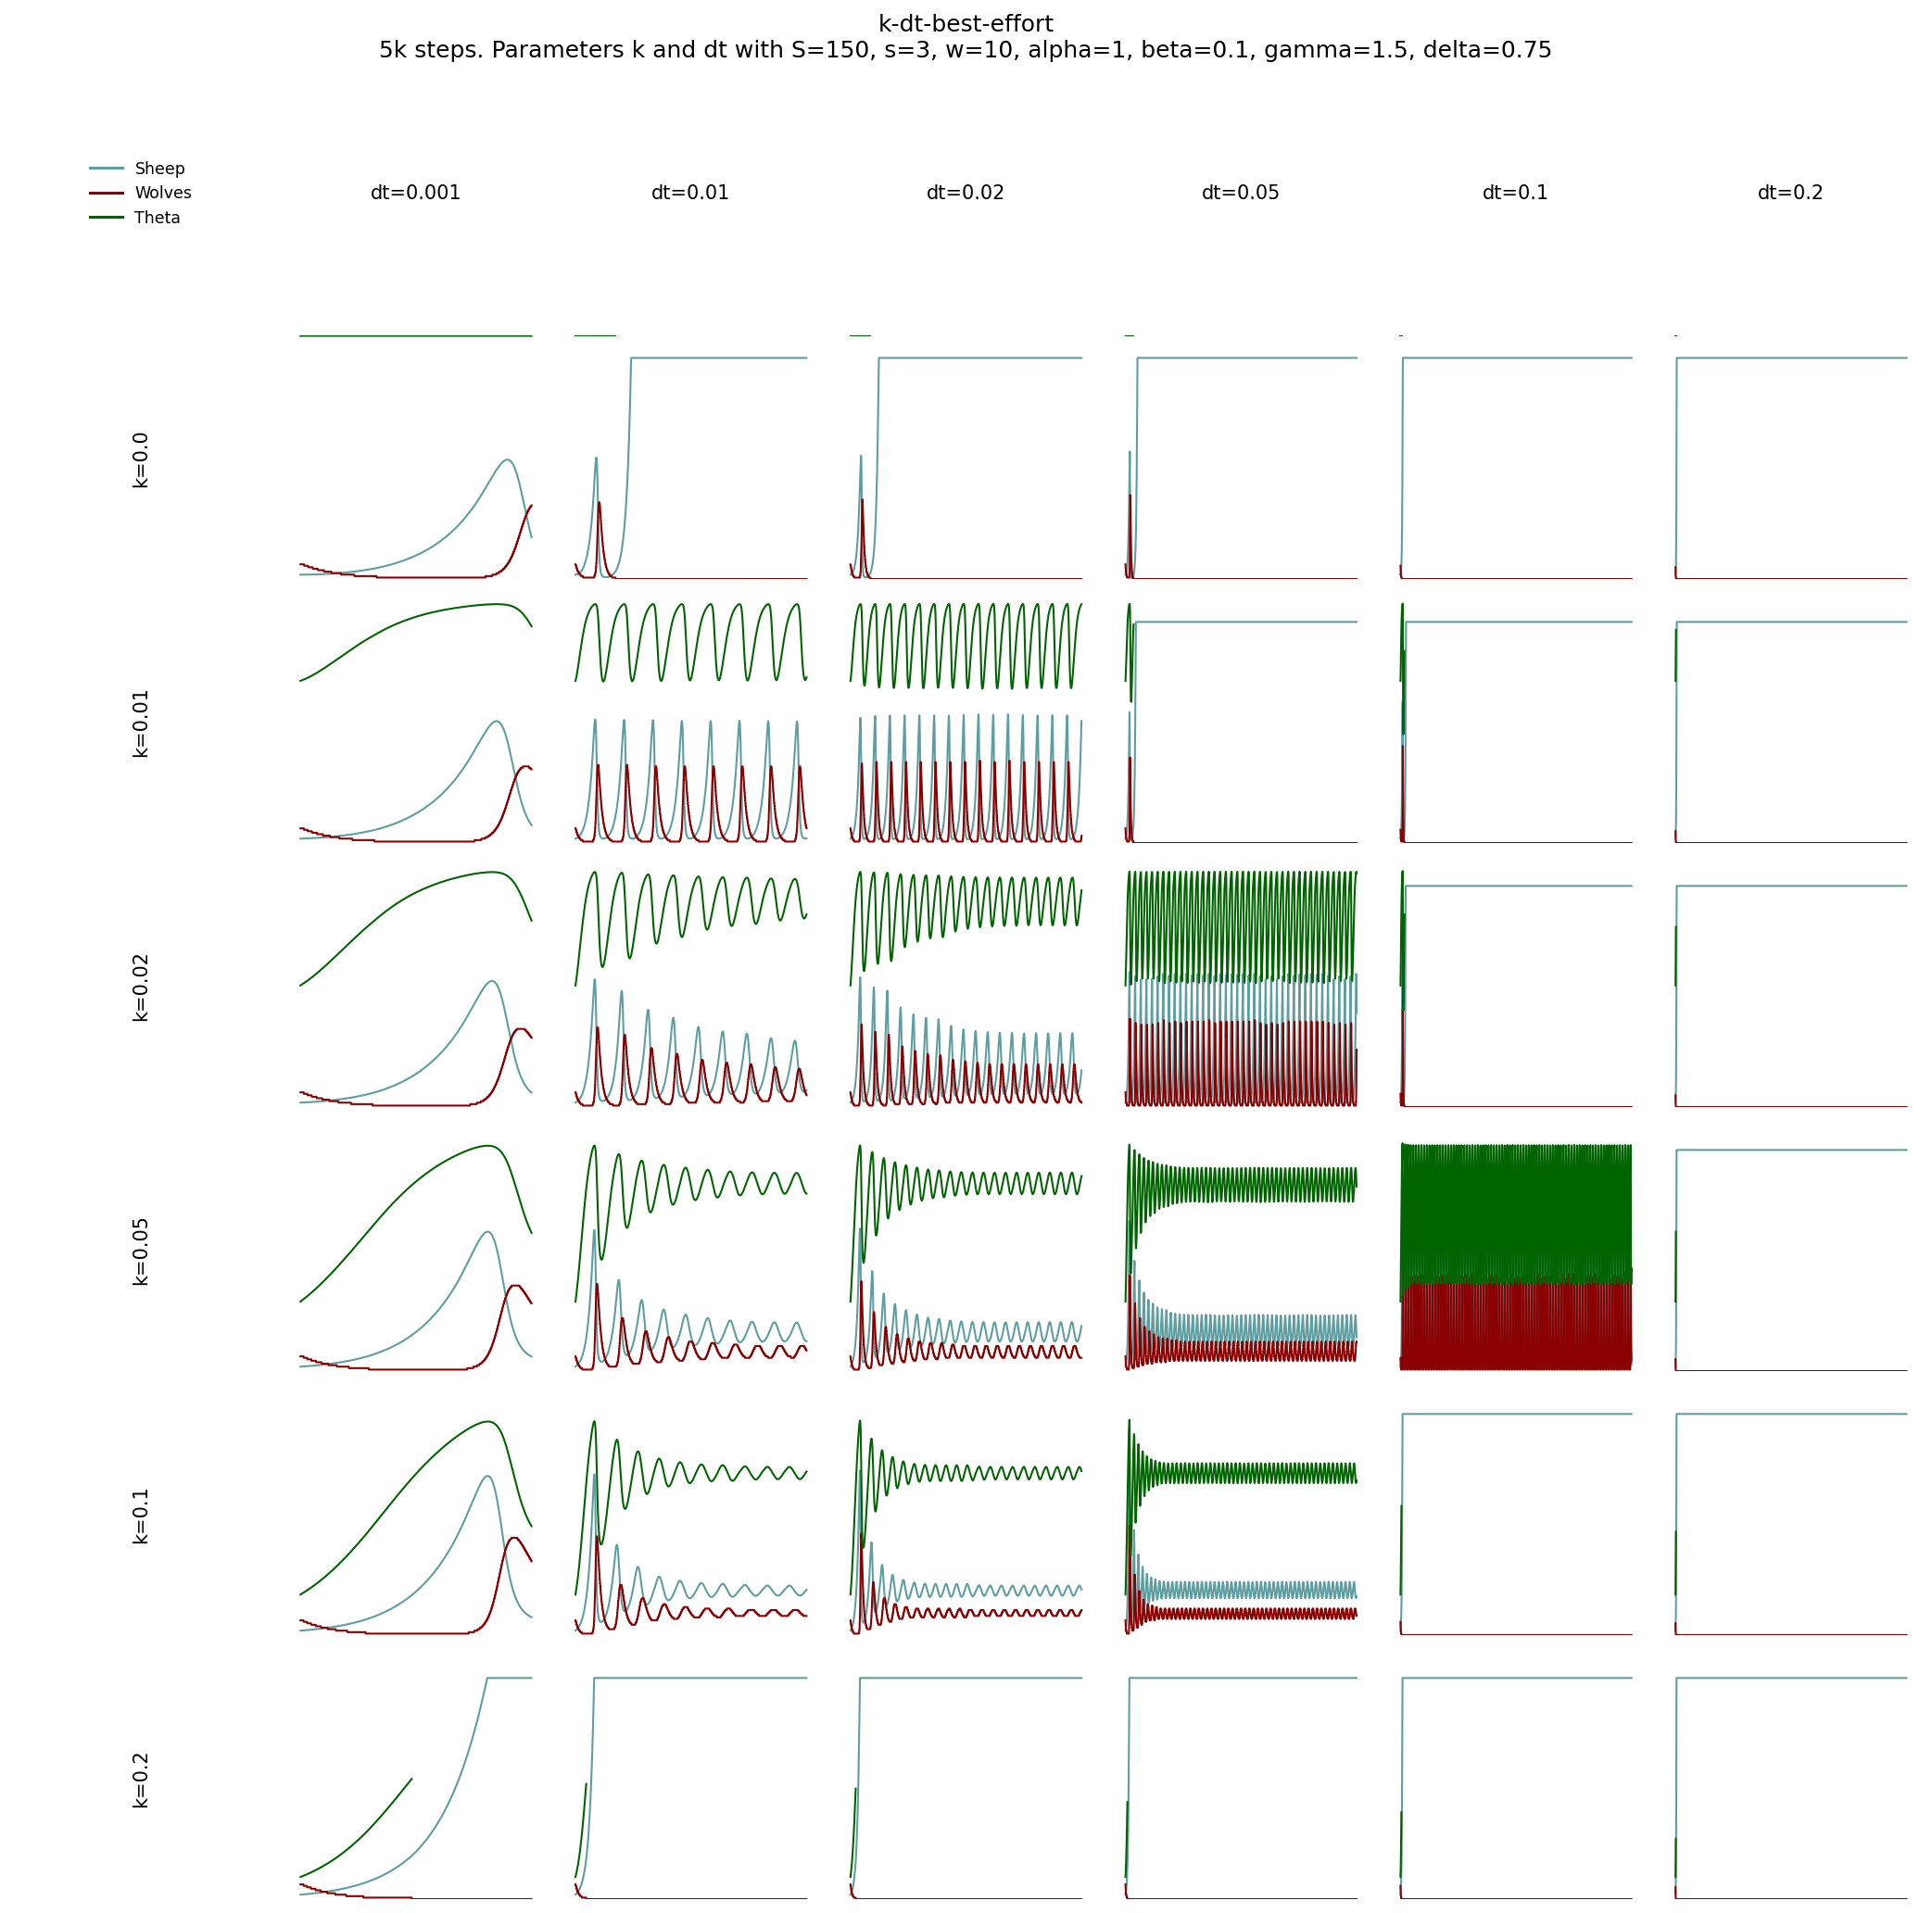 k-dt-best-effort
5k steps. Parameters k and dt with S=150, s=3, w=10, alpha=1, beta=0.1, gamma=1.5, delta=0.75
Sheep
Wolves
Theta
dt=0.001
dt=0.01
dt=0.02
dt=0.05
dt=0.1
dt=0.2
k=0.0
k=0.01
k=0.02
k=0.05
k=0.1
k=0.2